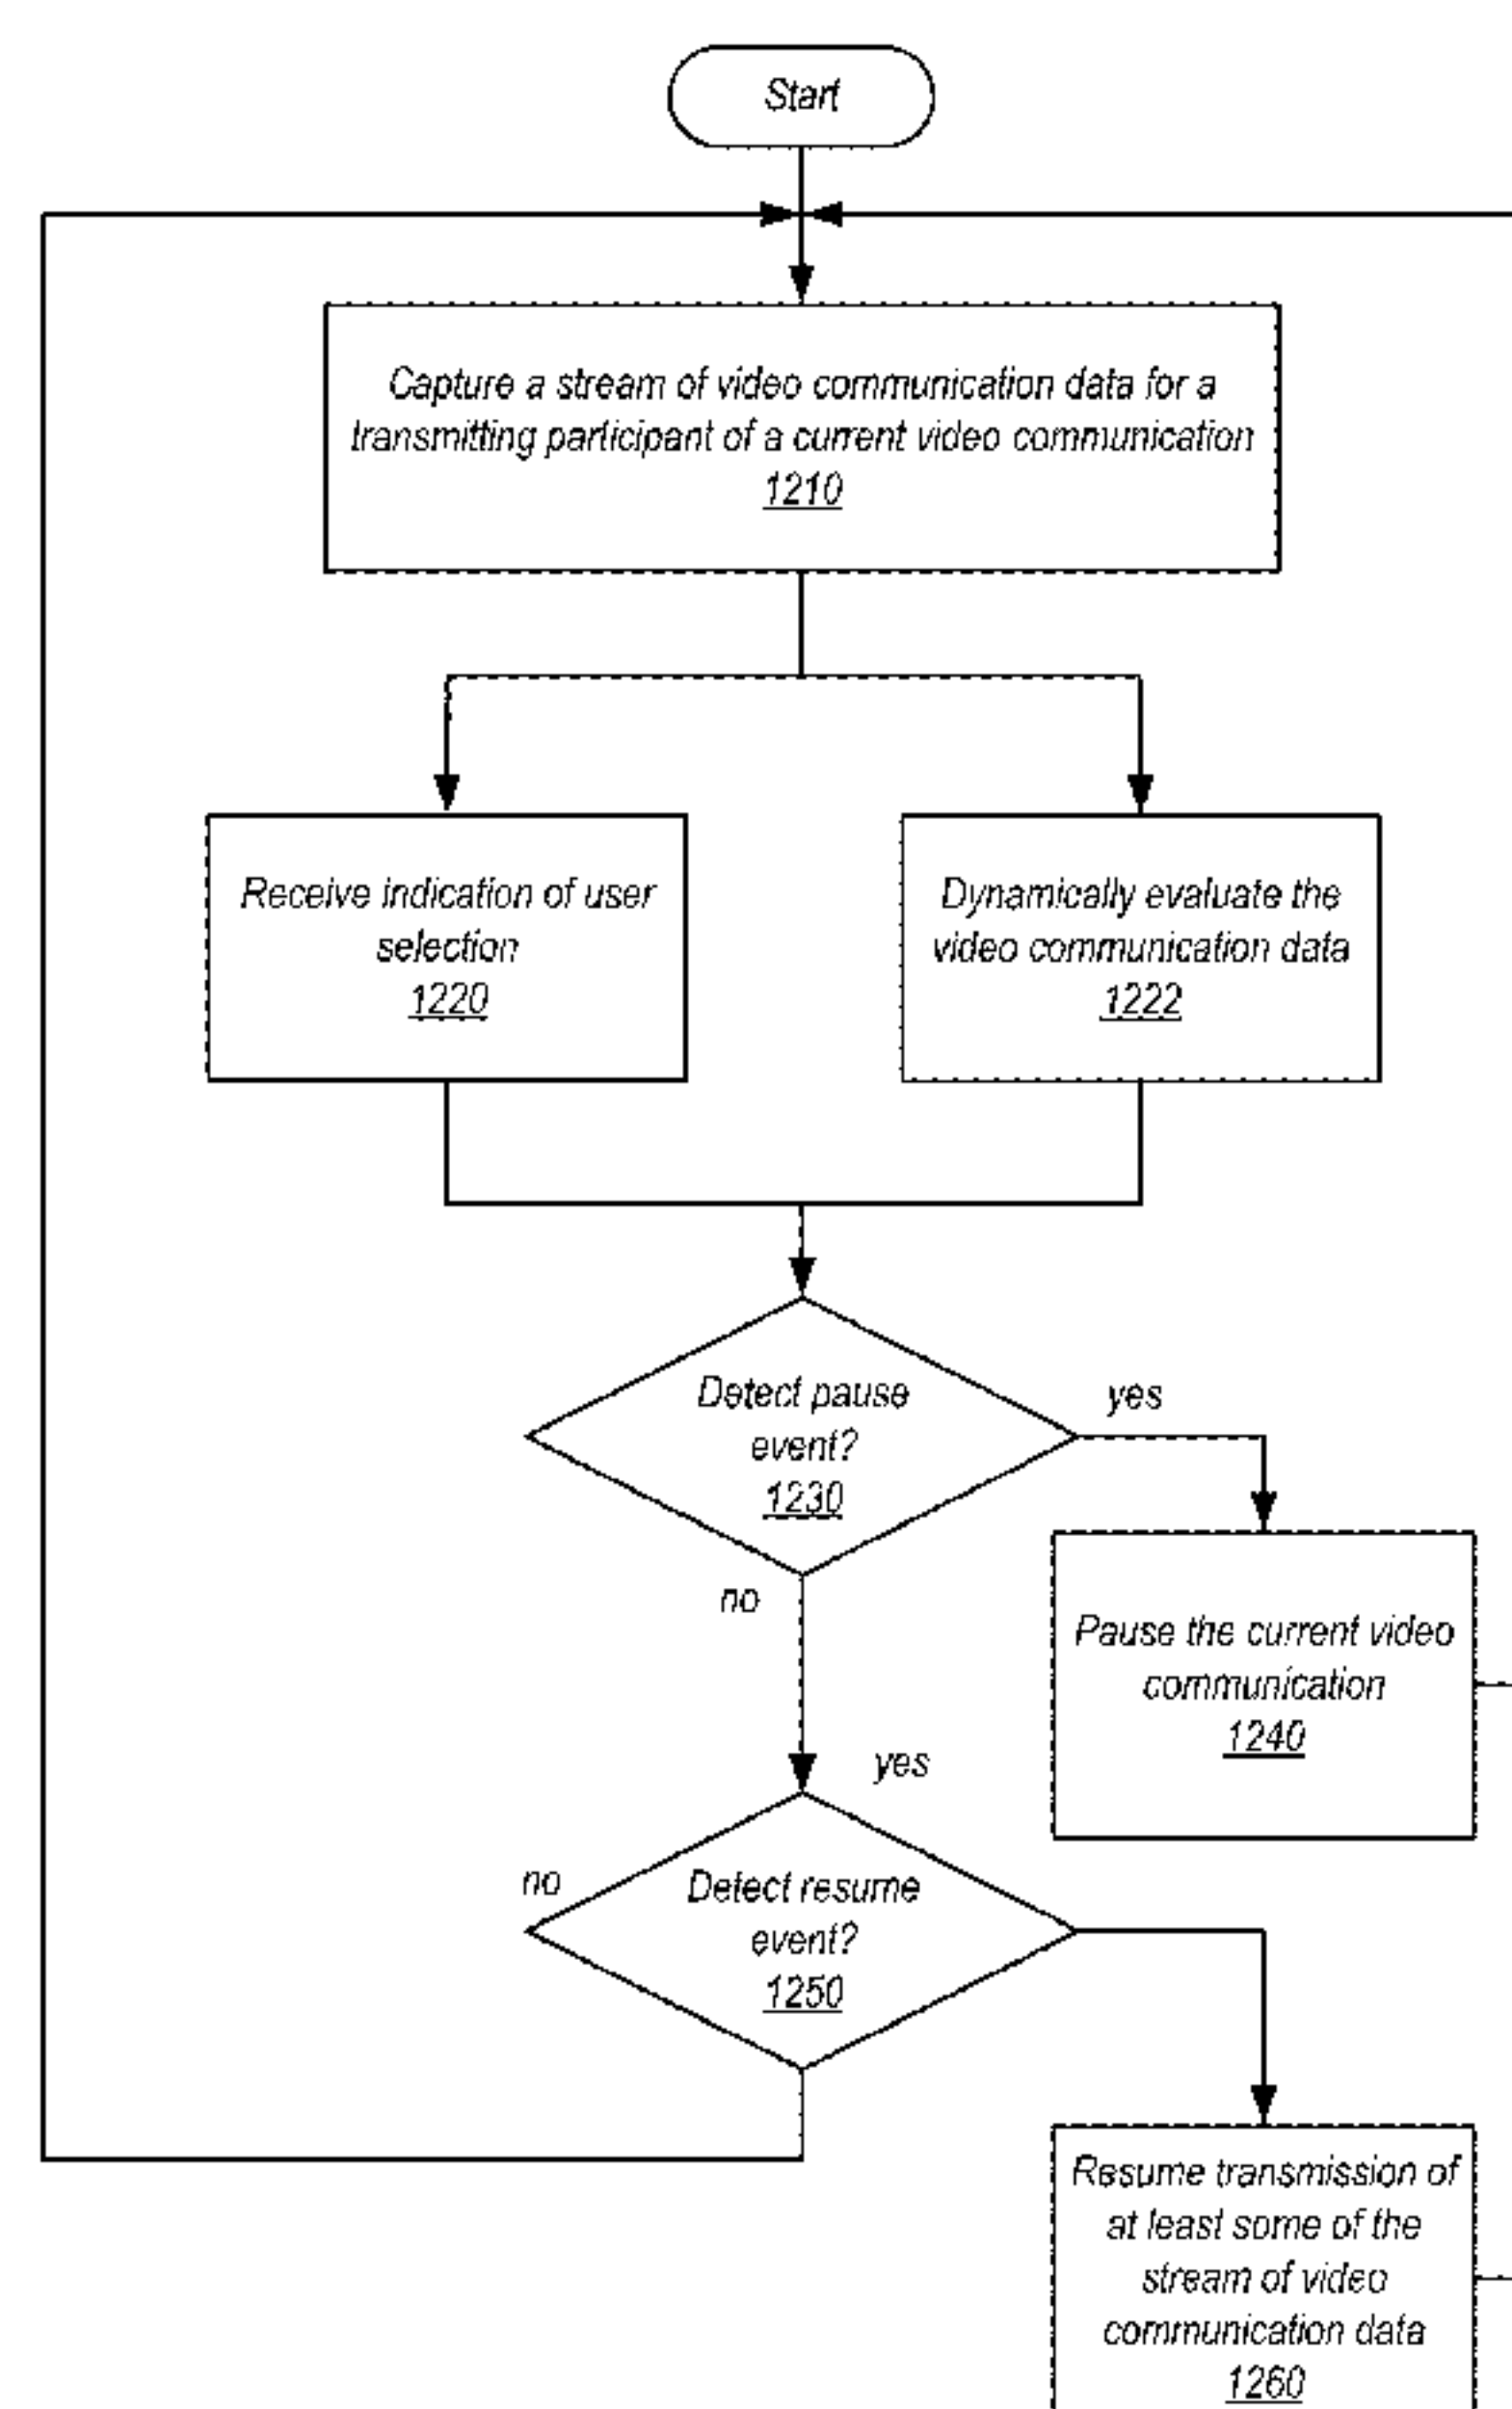 Start
Capture a stream of video communication data for a
transmitting participant of a current video communication
1210
Receive indication of user
selection
1220
Dynamically evaluate the
video communication data
1222
Detect pause
event?
1230
yes
no
Pause the current video
communication
1240
yes
no
Detect resume
event?
1250
Resume transmission of
at least some of the
stream of video
communication data
1260